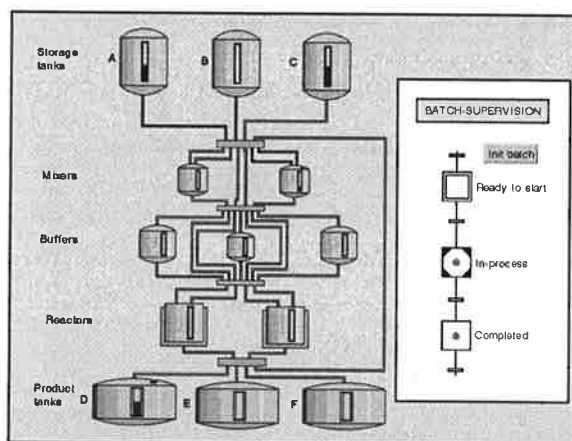 Storage
tanks
A
B
C
Mixers
Buffers
Reactors
Product
tanks
D
E
F
BATCH-SUPERVISION
Init batch
Ready to start
In-process
Completed